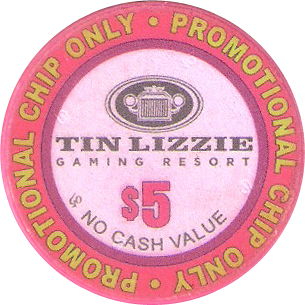 PROMOTIONAL CHIP ONLY •
PROMOTIONAL CHIP ONLY •
TIN LIZZIE
GAMING RESORT
$5
NO CASH VALUE